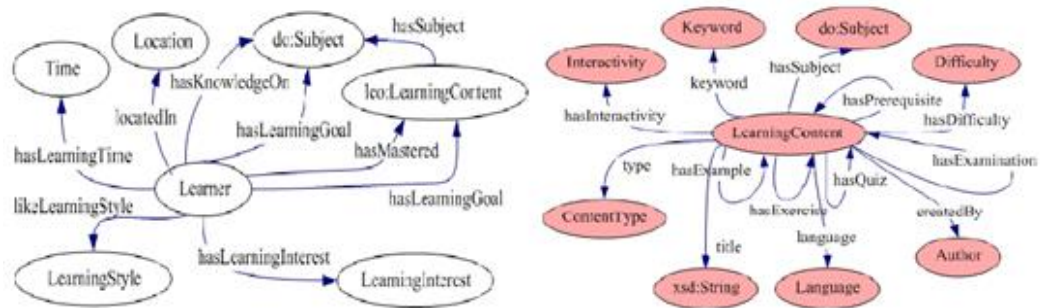 Location
do:Subject
hasSubject
Time
hasKnowledgeOn
lco:LearningContent
locatedIn
hasLearningGoal
hasLearningTime
hasMastered
Learner
likeLearningStyle
hasLearningGoal
hasLearningInterest
LearningStyle
LearningInterest
Keyword
do:Subject
Interactivity
Difficulty
hasSubject
keyword
hasPrerequisite
hasInteractivity
hasDifficulty
LearningContent
type
hasExample
hasExamination
hasQuiz
ContentType
hasExercise
createdBy
title
language
Author
xsd:String
Language